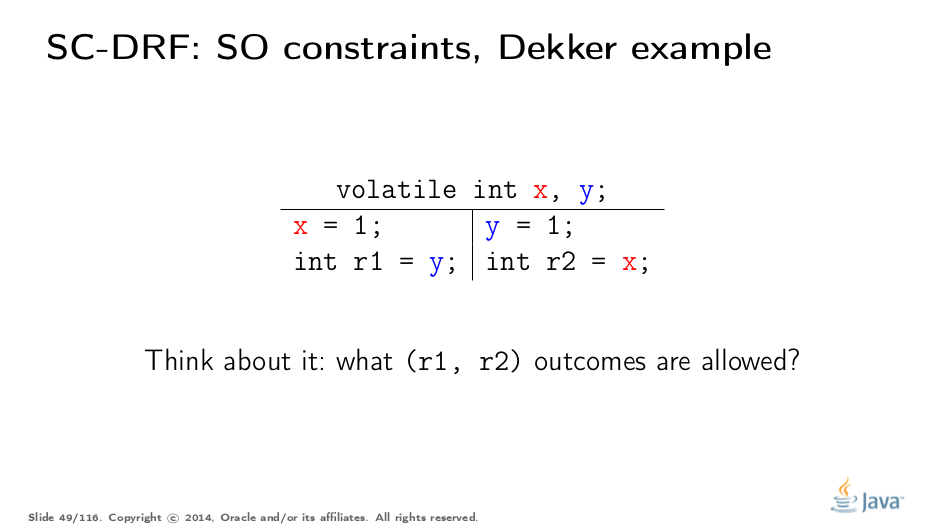 SC-DRF: SO constraints, Dekker example
volatile int x, y;
x = 1; y = 1;
int r1 = y; int r2 = x;
Think about it: what (r1, r2) outcomes are allowed?
Java™
Slide 49/116. Copyright © 2014, Oracle and/or its affiliates. All rights reserved.